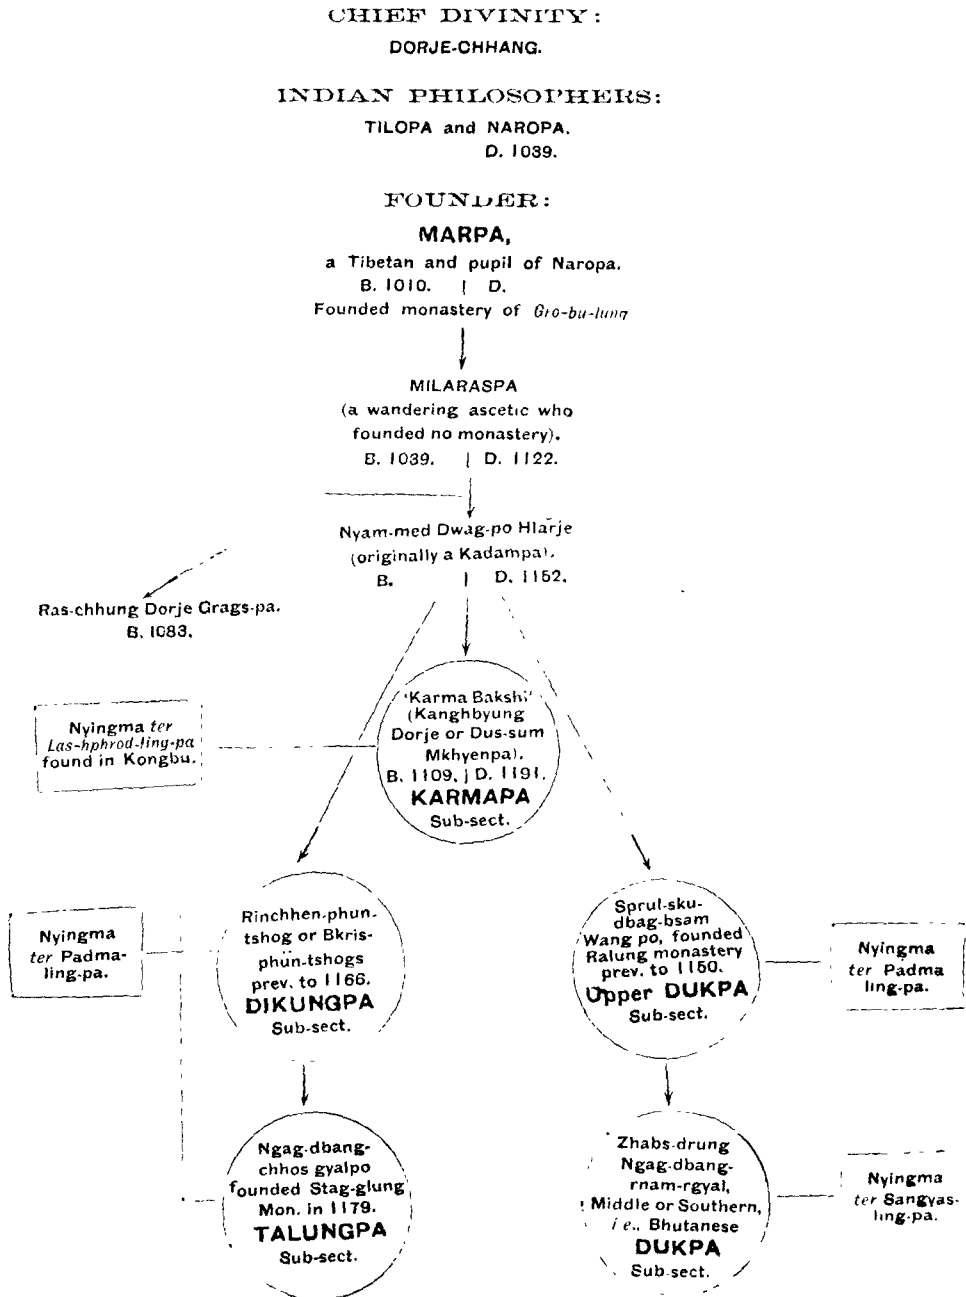 CHIEF DIVINITY:
DORJE-CHHANG.
INDIAN PHILOSOPHERS:
TILOPA and NAROPA.
D. 1039.
FOUNDER:
MARPA,
a Tibetan and pupil of Naropa.
B. 1010. | D.
Founded monastery of Gro-bu-lung
MILARASPA
(a wandering ascetic who
founded no monastery).
B. 1039. | D. 1122.
Nyam-med Dwag-po Hlarje
(originally a Kadampa).
B. | D. 1152.
Ras-chhung Dorje Grags-pa.
B. 1083.
'Karma Bakshi'
(Kanghbyung
Dorje or Dus-sum
Mkhyenpa).
B. 1109. | D. 1191.
KARMAPA
Sub-sect.
Nyingma ter
Las-hphrod-ling-pa
found in Kongbu.
Rinchhen-phun-
tshog or Bkris-
phün-tshogs
prev. to 1166.
DIKUNGPA
Sub-sect.
Nyingma
ter Padma-
ling-pa.
Sprul-sku-
dbag-bsam
Wang po, founded
Ralung monastery
prev. to 1150.
Upper DUKPA
Sub-sect.
Nyingma
ter Padma
ling-pa.
Ngag-dbang-
chhos gyalpo
founded Stag-glung
Mon. in 1179.
TALUNGPA
Sub-sect.
Zhabs-drung
Ngag-dbang-
rnam-rgyal,
Middle or Southern,
i e., Bhutanese
DUKPA
Sub-sect.
Nyingma
ter Sangyas-
ling-pa.